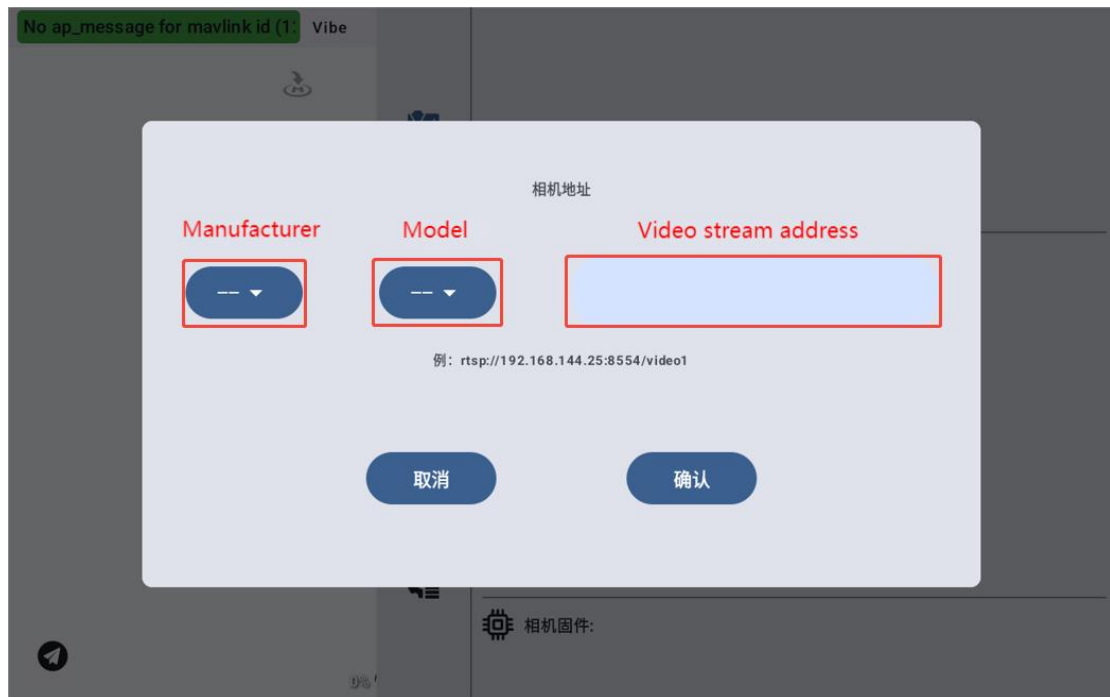 No ap_message for mavlink id (1: Vibe
相机地址
Manufacturer Model Video stream address
-- --
例：rtsp://192.168.144.25:8554/video1
取消 确认
相机固件:
0%